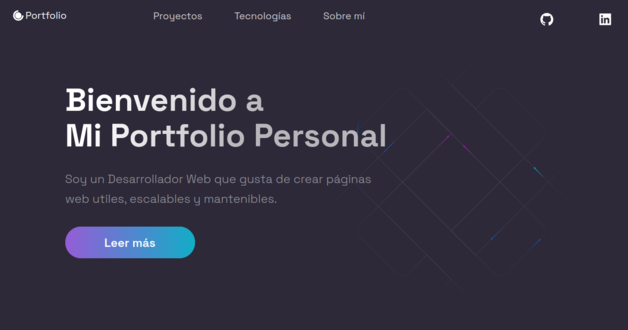 Portfolio
Proyectos
Tecnologías
Sobre mí
Bienvenido a
Mi Portfolio Personal
Soy un Desarrollador Web que gusta de crear páginas
web utiles, escalables y mantenibles.
Leer más